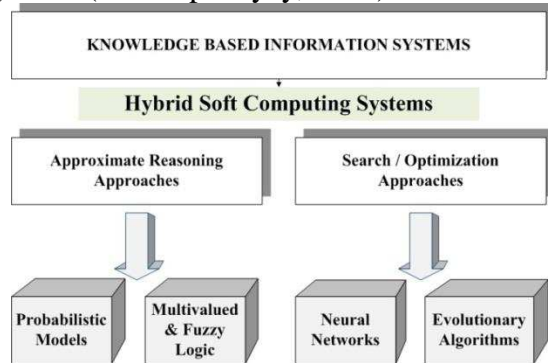 KNOWLEDGE BASED INFORMATION SYSTEMS
Hybrid Soft Computing Systems
Approximate Reasoning
Approaches
Search / Optimization
Approaches
Probabilistic
Models
Multivalued
& Fuzzy
Logic
Neural
Networks
Evolutionary
Algorithms